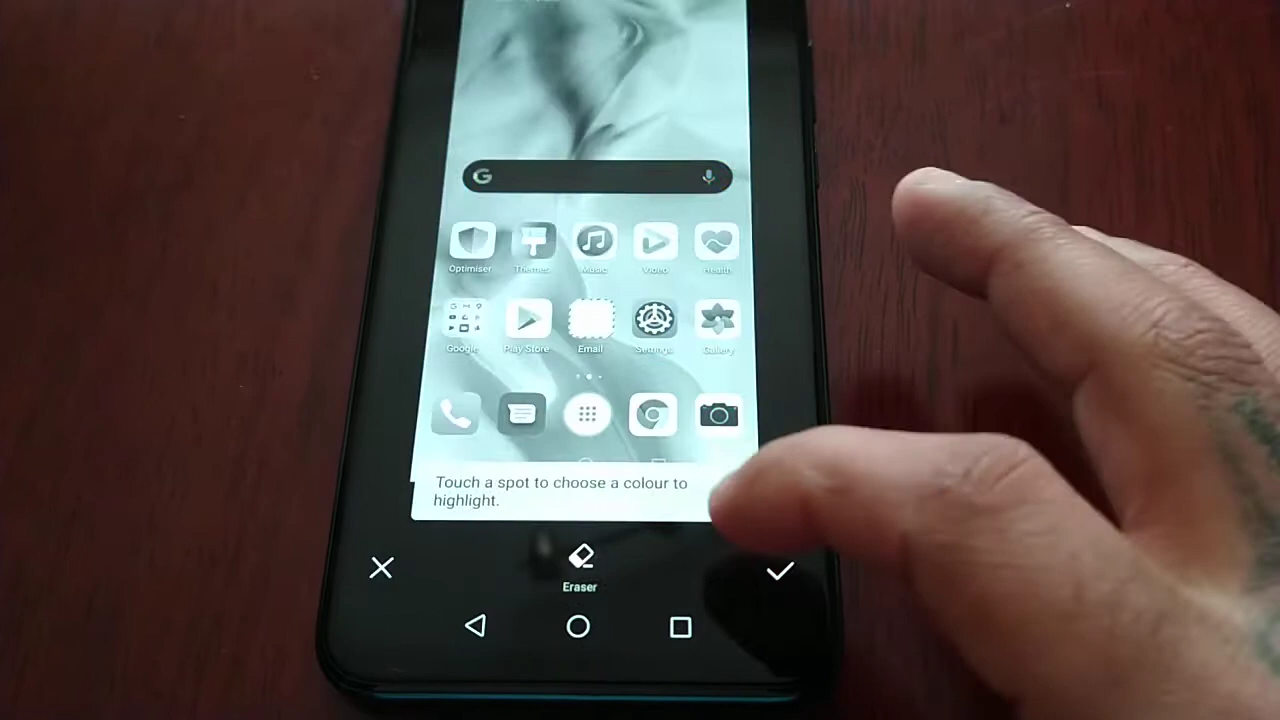 Optimiser Themes Music Video Health
Google Play Store Email Settings Gallery
Touch a spot to choose a colour to
highlight.
Eraser